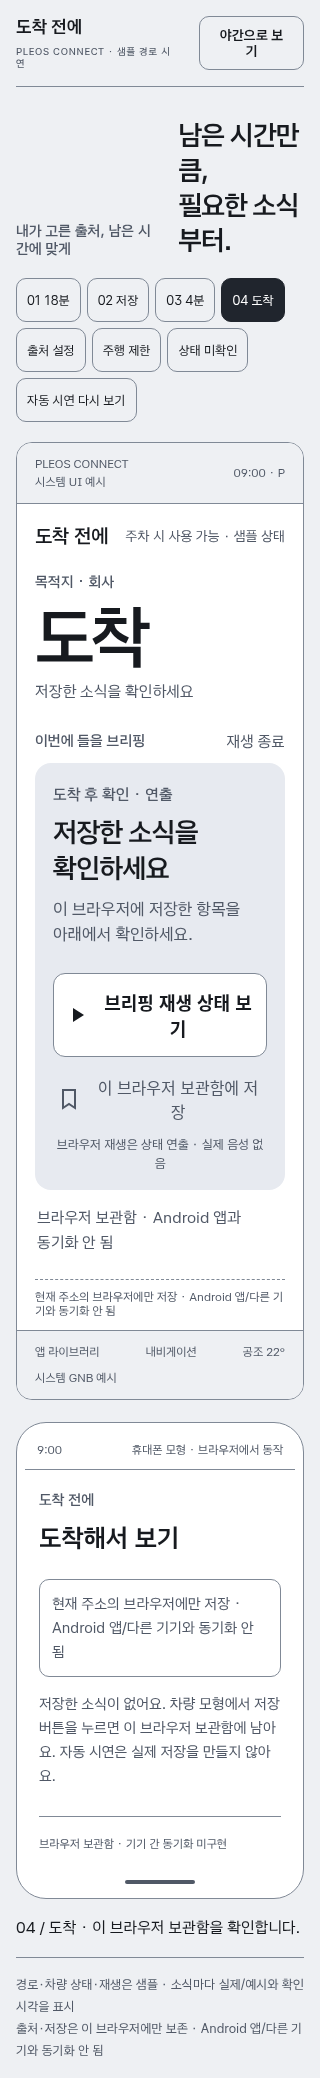 도착 전에
PLEOS CONNECT · 샘플 경로 시
연
야간으로 보
기
남은 시간만
큼,
필요한 소식
부터.
내가 고른 출처, 남은 시
간에 맞게
01 18분
02 저장
03 4분
04 도착
출처 설정
주행 제한
상태 미확인
자동 시연 다시 보기
PLEOS CONNECT
시스템 UI 예시
09:00 · P
도착 전에
주차 시 사용 가능 · 샘플 상태
목적지 · 회사
도착
저장한 소식을 확인하세요
이번에 들을 브리핑
재생 종료
도착 후 확인 · 연출
저장한 소식을
확인하세요
이 브라우저에 저장한 항목을
아래에서 확인하세요.
브리핑 재생 상태 보
기
이 브라우저 보관함에 저
장
브라우저 재생은 상태 연출 · 실제 음성 없
음
브라우저 보관함 · Android 앱과
동기화 안 됨
현재 주소의 브라우저에만 저장 · Android 앱/다른 기
기와 동기화 안 됨
앱 라이브러리
내비게이션
공조 22°
시스템 GNB 예시
9:00
휴대폰 모형 · 브라우저에서 동작
도착 전에
도착해서 보기
현재 주소의 브라우저에만 저장 ·
Android 앱/다른 기기와 동기화 안
됨
저장한 소식이 없어요. 차량 모형에서 저장
버튼을 누르면 이 브라우저 보관함에 남아
요. 자동 시연은 실제 저장을 만들지 않아
요.
브라우저 보관함 · 기기 간 동기화 미구현
04 / 도착 · 이 브라우저 보관함을 확인합니다.
경로·차량 상태·재생은 샘플 · 소식마다 실제/예시와 확인
시각을 표시
출처·저장은 이 브라우저에만 보존 · Android 앱/다른 기
기와 동기화 안 됨